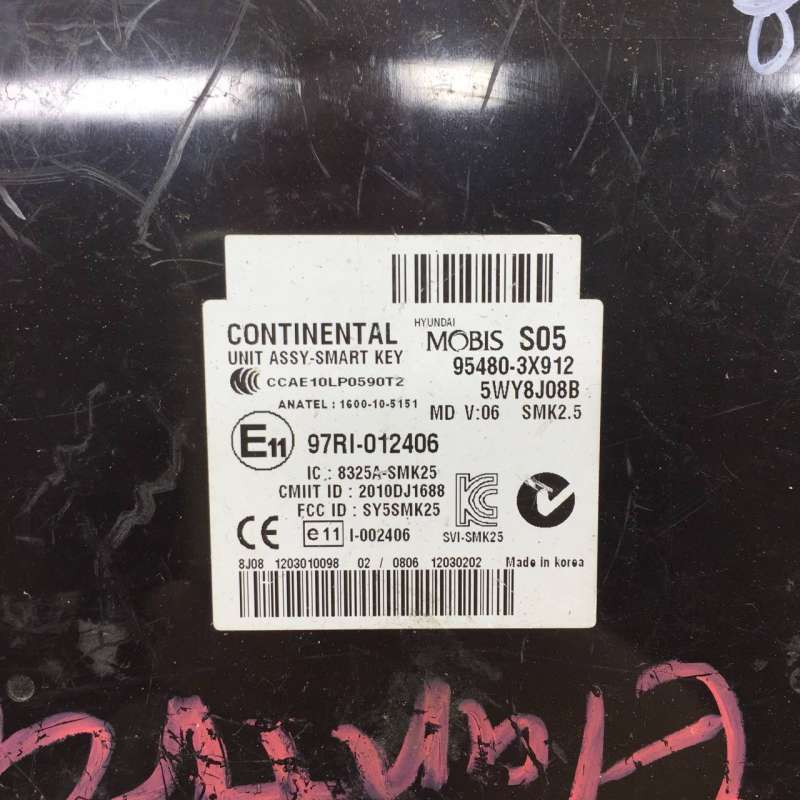 CONTINENTAL
UNIT ASSY-SMART KEY
HYUNDAI
MOBIS S05
95480-3X912
5WY8J08B
CCAE10LP0590T2
ANATEL : 1600-10-5151
MD V:06 SMK2.5
E11 97RI-012406
IC : 8325A-SMK25
CMIIT ID : 2010DJ1688
FCC ID : SY5SMK25
CE e11 I-002406
SVI-SMK25
8J08 1203010098 02 / 0806 12030202 Made in korea